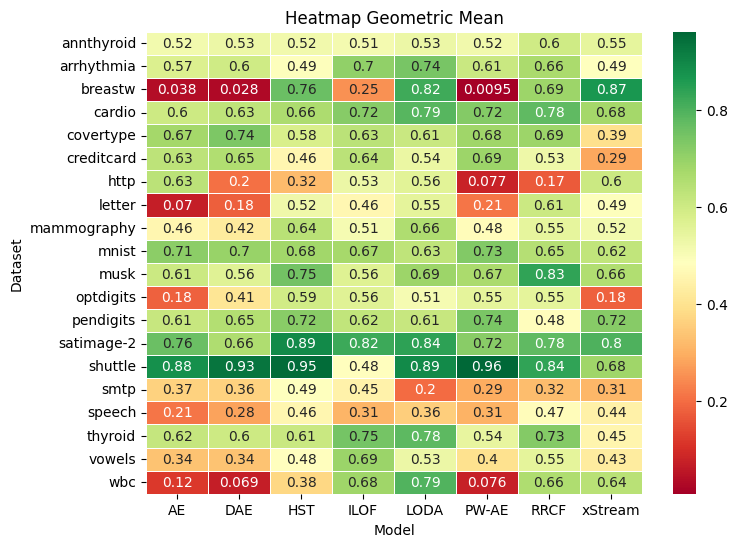 Heatmap Geometric Mean
Dataset
annthyroid 0.52 0.53 0.52 0.51 0.53 0.52 0.6 0.55
arrhythmia 0.57 0.6 0.49 0.7 0.74 0.61 0.66 0.49
breastw 0.038 0.028 0.76 0.25 0.82 0.0095 0.69 0.87
cardio 0.6 0.63 0.66 0.72 0.79 0.72 0.78 0.68
covertype 0.67 0.74 0.58 0.63 0.61 0.68 0.69 0.39
creditcard 0.63 0.65 0.46 0.64 0.54 0.69 0.53 0.29
http 0.63 0.2 0.32 0.53 0.56 0.077 0.17 0.6
letter 0.07 0.18 0.52 0.46 0.55 0.21 0.61 0.49
mammography 0.46 0.42 0.64 0.51 0.66 0.48 0.55 0.52
mnist 0.71 0.7 0.68 0.67 0.63 0.73 0.65 0.62
musk 0.61 0.56 0.75 0.56 0.69 0.67 0.83 0.66
optdigits 0.18 0.41 0.59 0.56 0.51 0.55 0.55 0.18
pendigits 0.61 0.65 0.72 0.62 0.61 0.74 0.48 0.72
satimage-2 0.76 0.66 0.89 0.82 0.84 0.72 0.78 0.8
shuttle 0.88 0.93 0.95 0.48 0.89 0.96 0.84 0.68
smtp 0.37 0.36 0.49 0.45 0.2 0.29 0.32 0.31
speech 0.21 0.28 0.46 0.31 0.36 0.31 0.47 0.44
thyroid 0.62 0.6 0.61 0.75 0.78 0.54 0.73 0.45
vowels 0.34 0.34 0.48 0.69 0.53 0.4 0.55 0.43
wbc 0.12 0.069 0.38 0.68 0.79 0.076 0.66 0.64
AE DAE HST ILOF LODA PW-AE RRCF xStream
Model
0.8
0.6
0.4
0.2